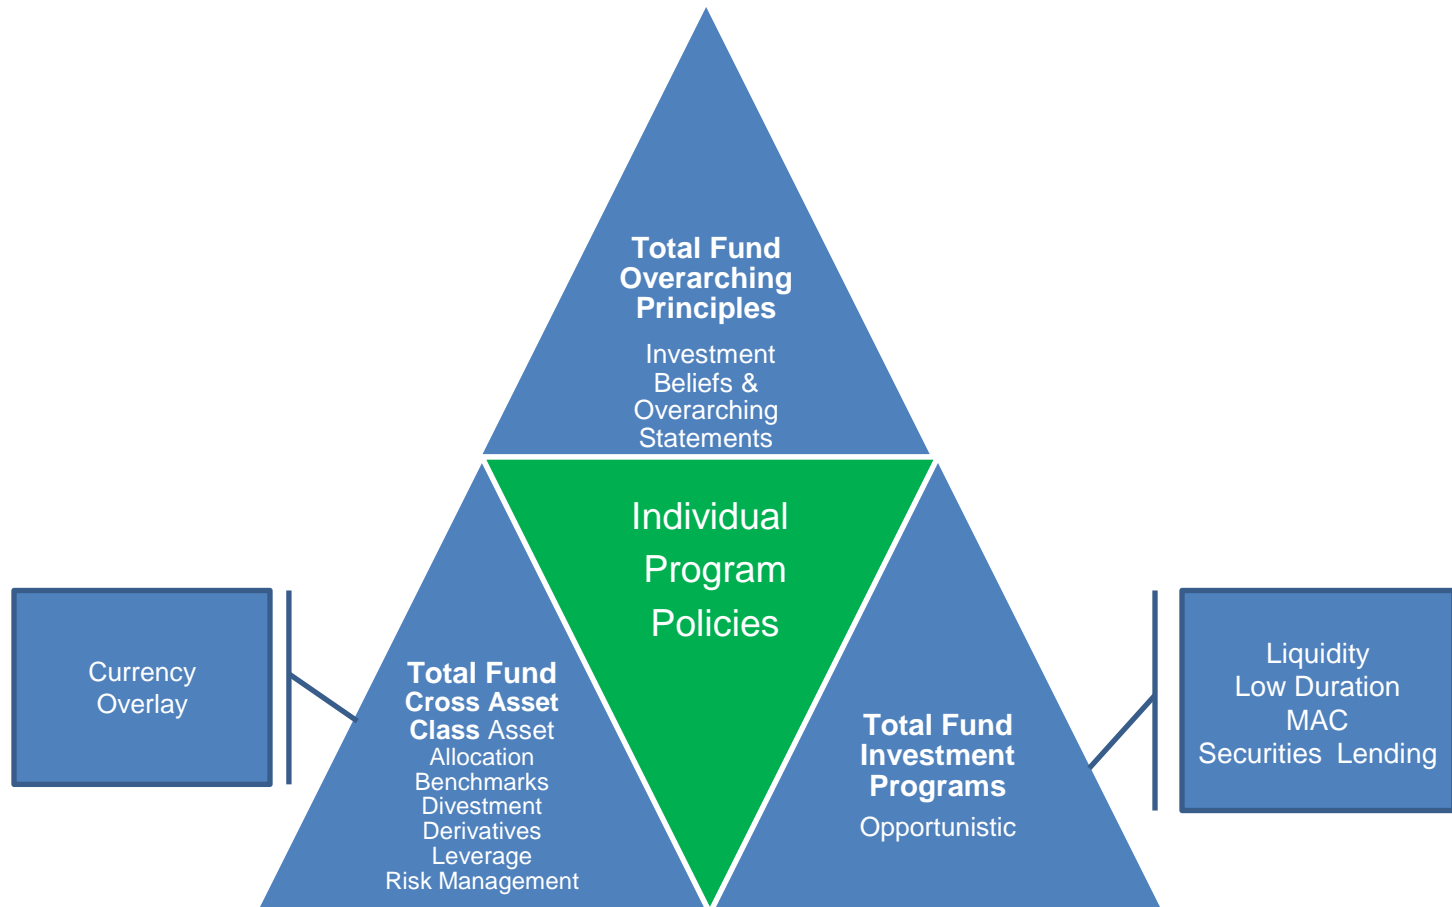 Total Fund
Overarching
Principles
Investment
Beliefs &
Overarching
Statements
Individual
Program
Policies
Currency
Overlay
Total Fund
Cross Asset
Class Asset
Allocation
Benchmarks
Divestment
Derivatives
Leverage
Risk Management
Total Fund
Investment
Programs
Opportunistic
Liquidity
Low Duration
MAC
Securities Lending